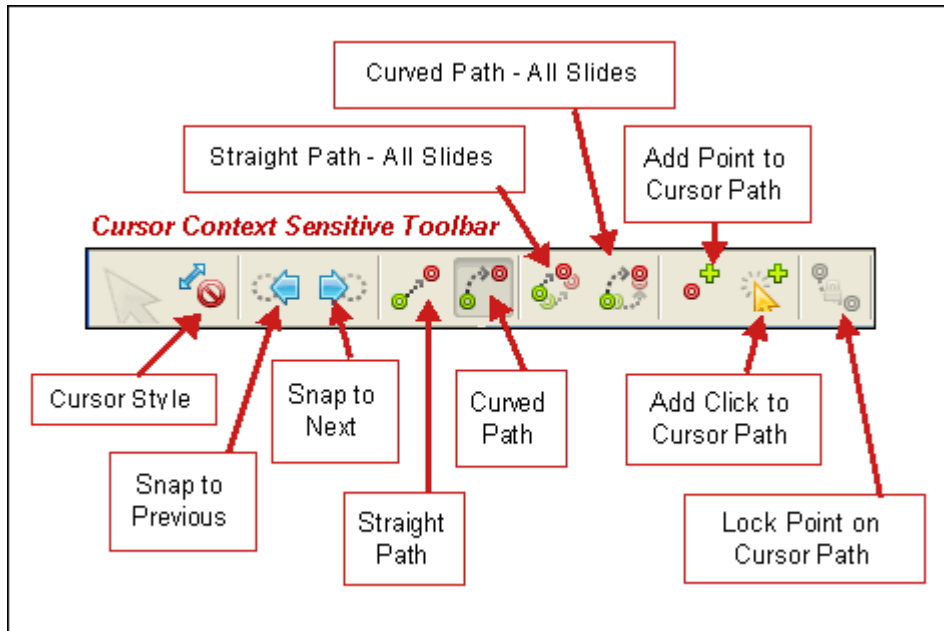 Curved Path - All Slides
Straight Path - All Slides
Add Point to
Cursor Path
Cursor Context Sensitive Toolbar
Cursor Style
Snap to
Next
Curved
Path
Add Click to
Cursor Path
Snap to
Previous
Straight
Path
Lock Point on
Cursor Path